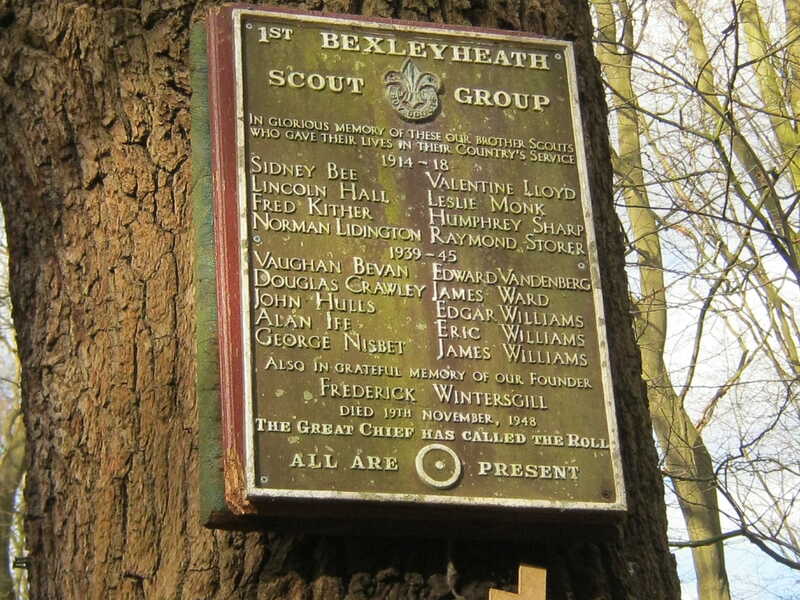 1ST BEXLEYHEATH
SCOUT GROUP
IN GLORIOUS MEMORY OF THESE OUR BROTHER SCOUTS
WHO GAVE THEIR LIVES IN THEIR COUNTRY'S SERVICE
1914-18
SIDNEY BEE VALENTINE LLOYD
LINCOLN HALL LESLIE MONK
FRED KITHER HUMPHREY SHARP
NORMAN LIDINGTON RAYMOND STORER
1939-45
VAUGHAN BEVAN EDWARD VANDENBERG
DOUGLAS CRAWLEY JAMES WARD
JOHN HULLS EDGAR WILLIAMS
ALAN IFE ERIC WILLIAMS
GEORGE NISBET JAMES WILLIAMS
ALSO IN GRATEFUL MEMORY OF OUR FOUNDER
FREDERICK WINTERSGILL
DIED 19TH NOVEMBER, 1948
THE GREAT CHIEF HAS CALLED THE ROLL
ALL ARE PRESENT